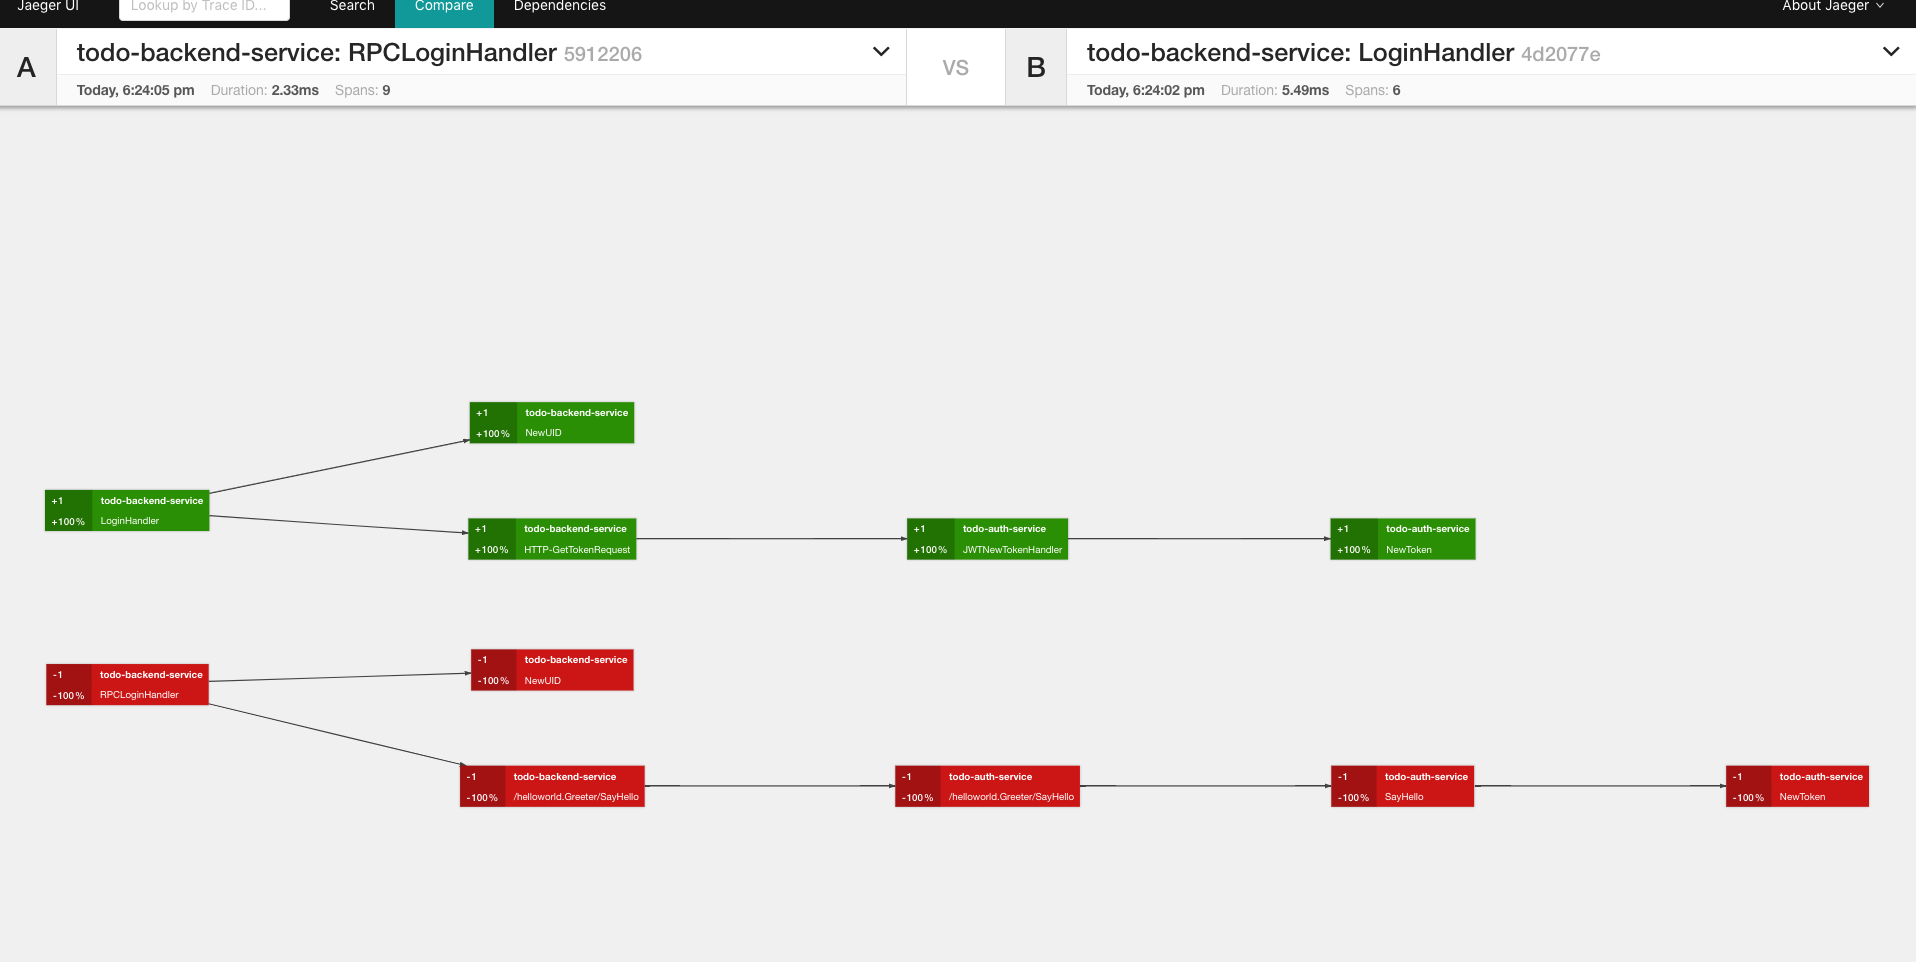 Jaeger UI Lookup by Trace ID... Search Compare Dependencies About Jaeger
A todo-backend-service: RPCLoginHandler 5912206
Today, 6:24:05 pm Duration: 2.33ms Spans: 9
VS
B todo-backend-service: LoginHandler 4d2077e
Today, 6:24:02 pm Duration: 5.49ms Spans: 6
+1 todo-backend-service
+100% NewUID
+1 todo-backend-service
+100% LoginHandler
+1 todo-backend-service
+100% HTTP-GetTokenRequest
+1 todo-auth-service
+100% JWTNewTokenHandler
+1 todo-auth-service
+100% NewToken
-1 todo-backend-service
-100% NewUID
-1 todo-backend-service
-100% RPCLoginHandler
-1 todo-backend-service
-100% /helloworld.Greeter/SayHello
-1 todo-auth-service
-100% /helloworld.Greeter/SayHello
-1 todo-auth-service
-100% SayHello
-1 todo-auth-service
-100% NewToken